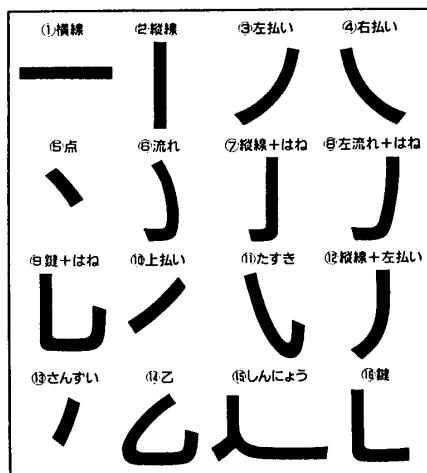 ①横線 ②縦線 ③左払い ④右払い
⑤点 ⑥流れ ⑦縦線+はね ⑧左流れ+はね
⑨鍵+はね ⑩上払い ⑪たすき ⑫縦線+左払い
⑬さんずい ⑭乙 ⑮しんにょう ⑯鍵